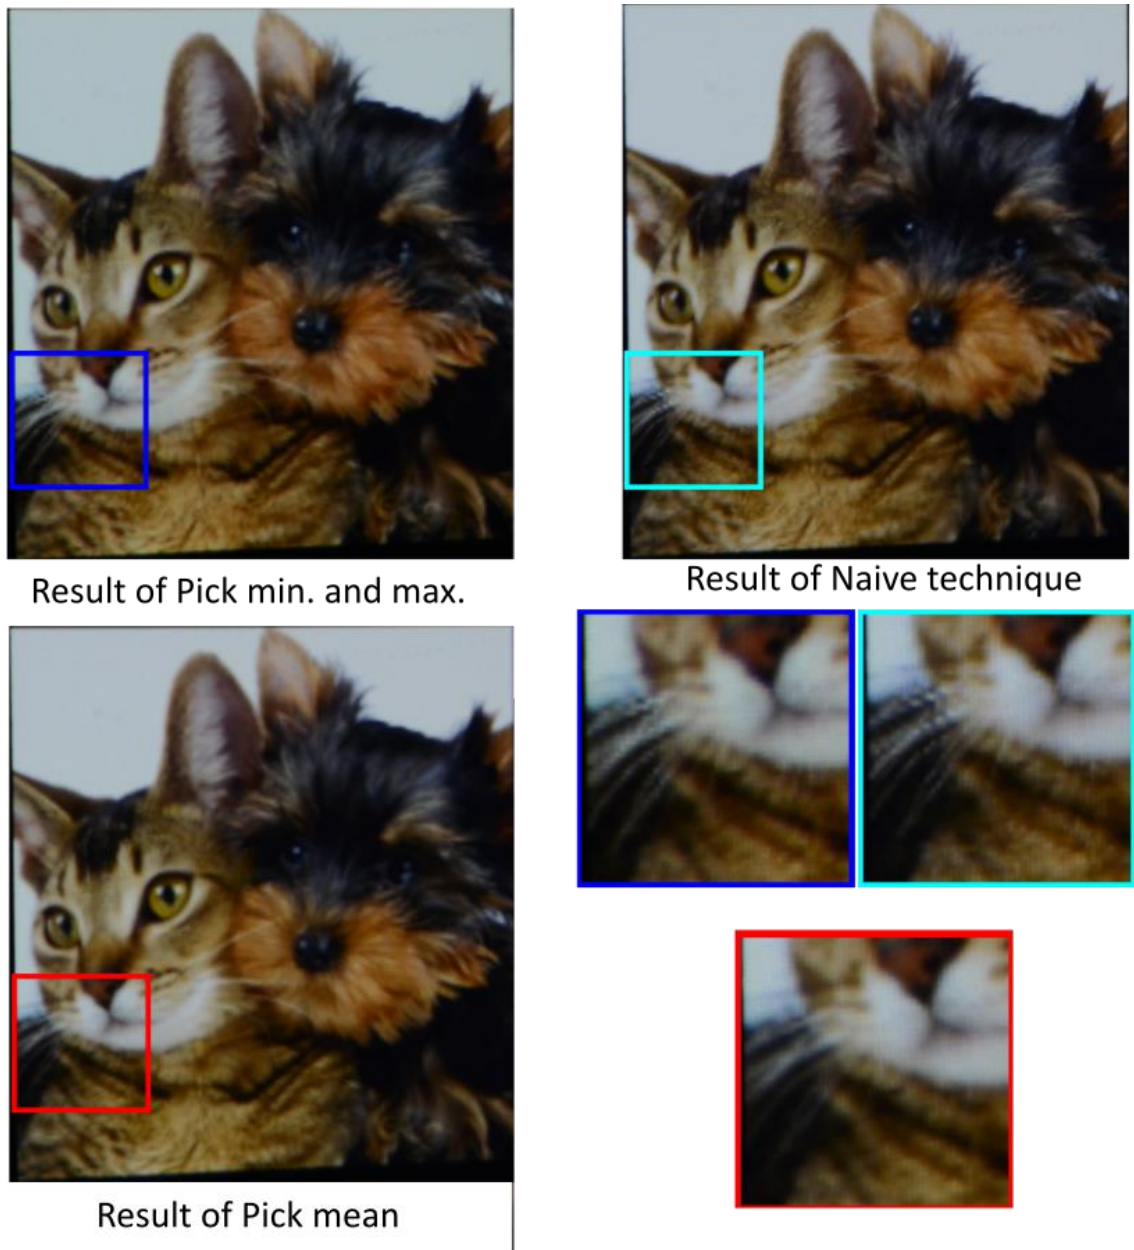 Result of Pick min. and max.
Result of Naive technique
Result of Pick mean